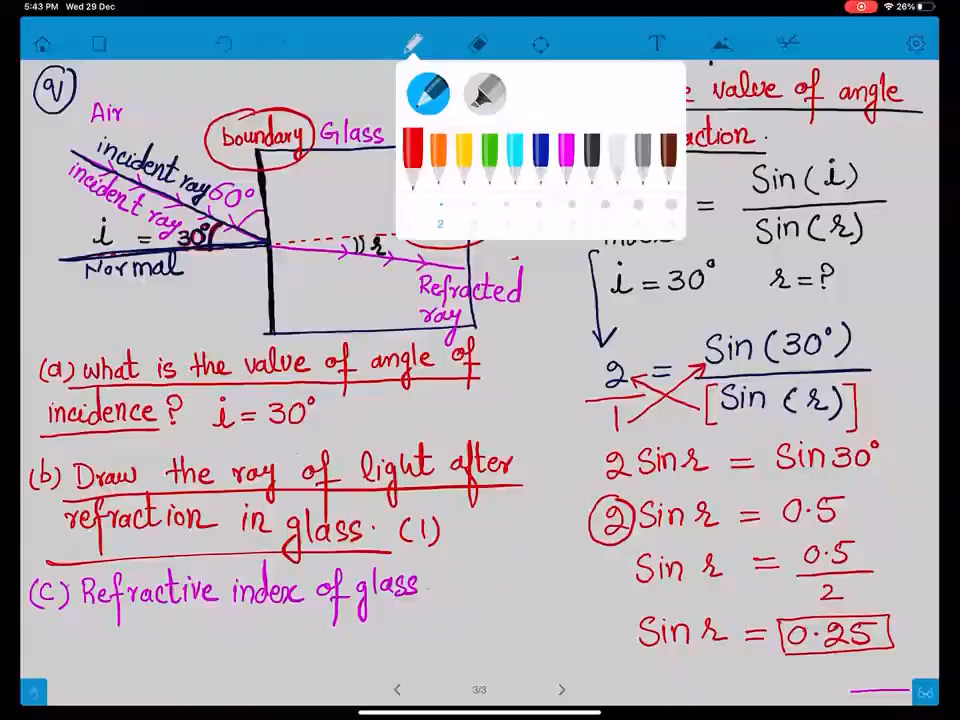 5:43 PM Wed 29 Dec
26%
T
q
Air
boundary
Glass
incident ray
incident ray
60°
i = 30°
r
Normal
Refracted
ray
(a) What is the value of angle of
incidence? i = 30°
(b) Draw the ray of light after
refraction in glass. (1)
(c) Refractive index of glass
2
value of angle
= Sin (i)
Sin (r)
i = 30° r = ?
2 = Sin (30°)
1 [Sin (r)]
2 Sin r = Sin 30°
2 Sin r = 0.5
Sin r = 0.5
2
Sin r = 0.25
3/3